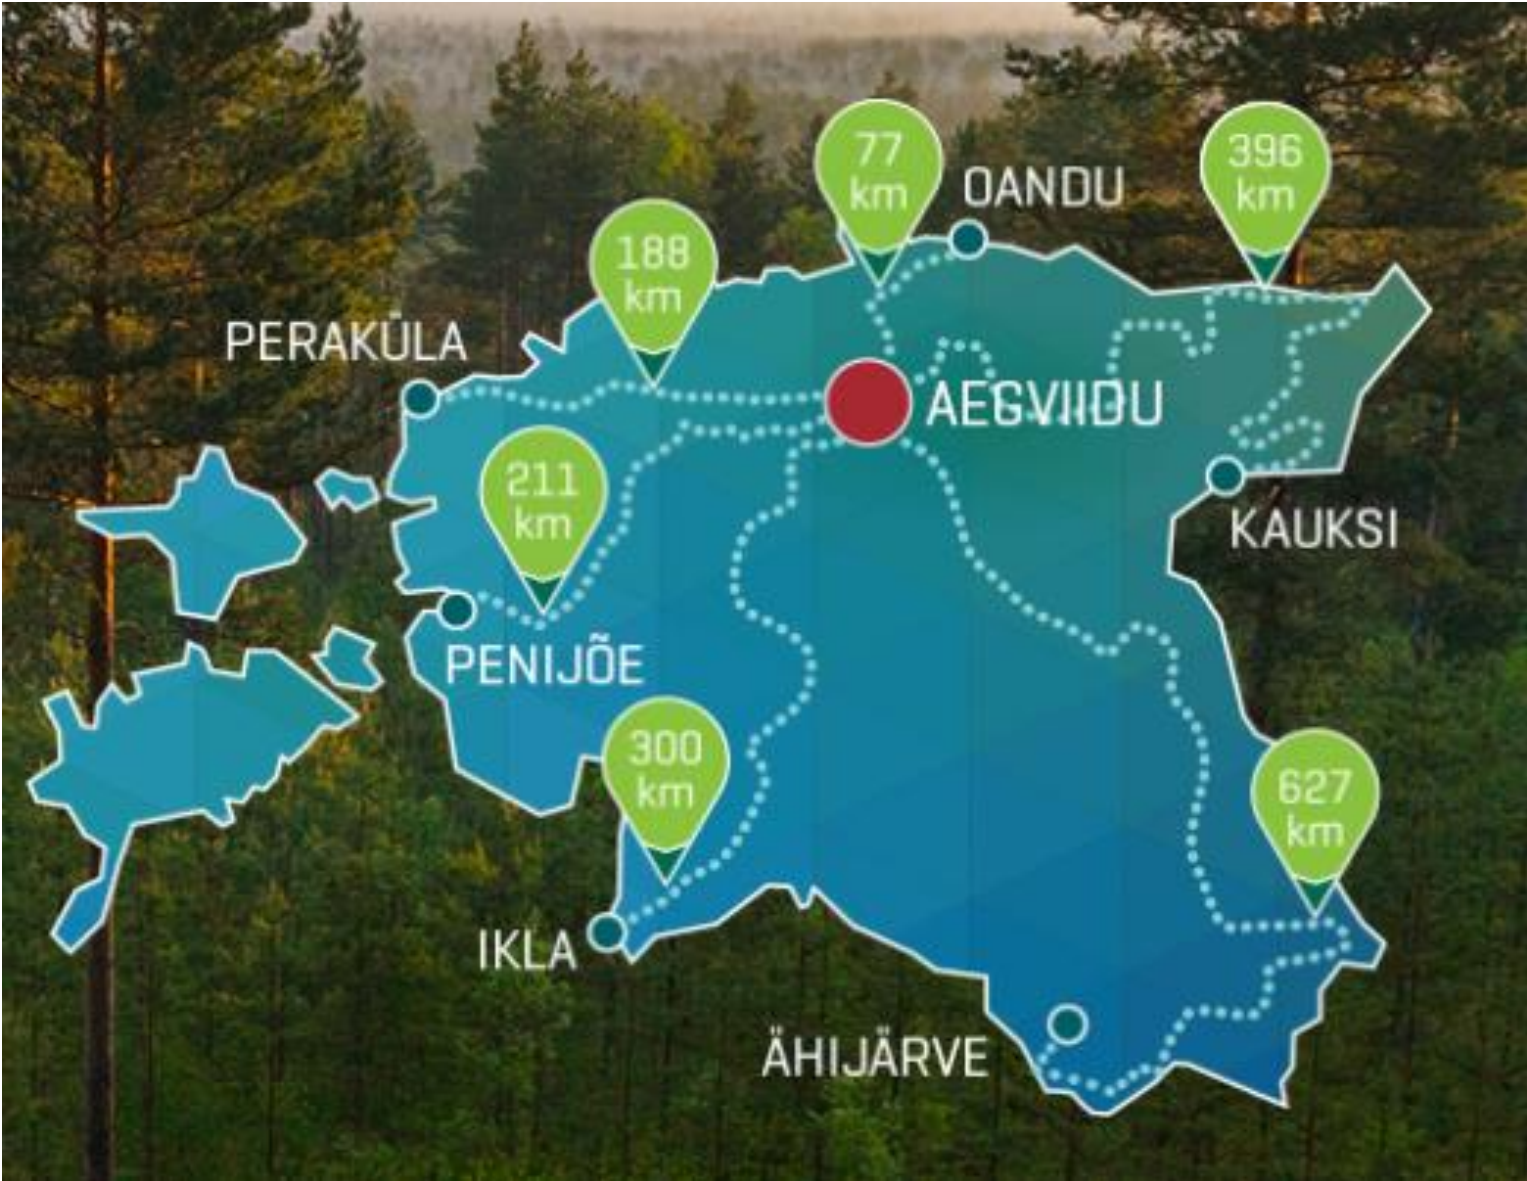 77
km
OANDU
396
km
188
km
PERAKÜLA
AEGVIIDU
211
km
KAUKSI
PENIJÕE
300
km
627
km
IKLA
ÄHIJÄRVE